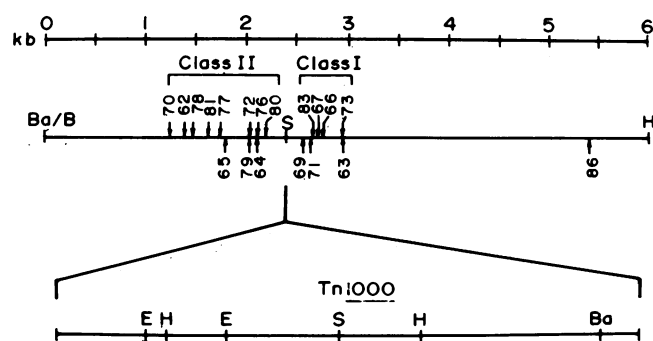 0 1 2 3 4 5 6
kb
Class II Class I
70 62 78 81 77 72 76 80 S 83 67 66 73
Ba/B H
65 79 64 69 71 63 86
Tn1000
E H E S H Ba